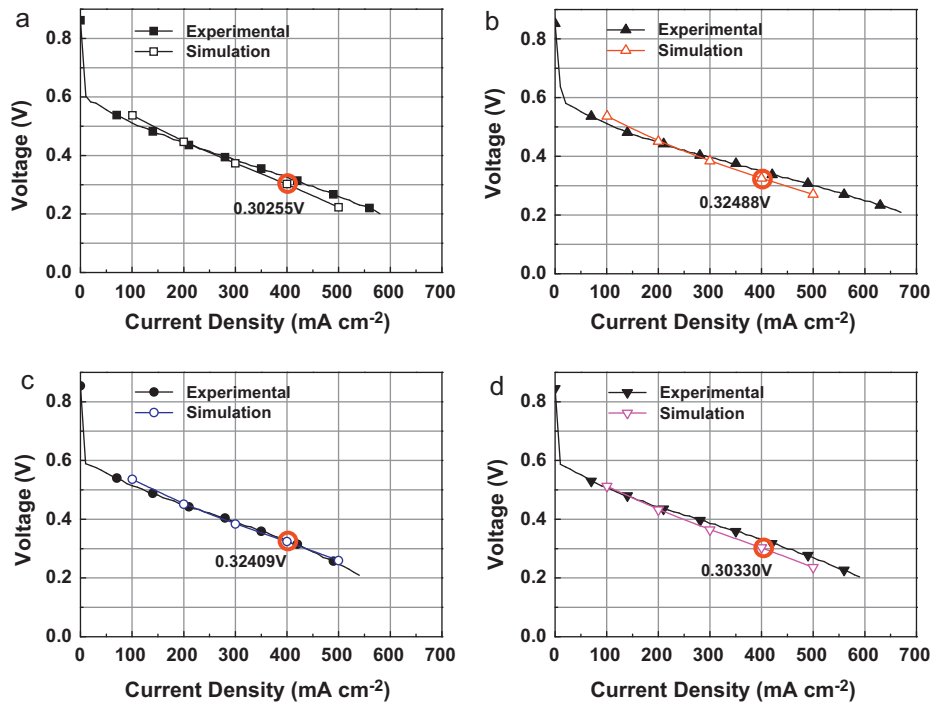 a
Experimental
Simulation
0.8
0.6
0.4
0.2
0.0
Voltage (V)
0.30255V
0 100 200 300 400 500 600 700
Current Density (mA cm-2)
b
Experimental
Simulation
0.8
0.6
0.4
0.2
0.0
Voltage (V)
0.32488V
0 100 200 300 400 500 600 700
Current Density (mA cm-2)
c
Experimental
Simulation
0.8
0.6
0.4
0.2
0.0
Voltage (V)
0.32409V
0 100 200 300 400 500 600 700
Current Density (mA cm-2)
d
Experimental
Simulation
0.8
0.6
0.4
0.2
0.0
Voltage (V)
0.30330V
0 100 200 300 400 500 600 700
Current Density (mA cm-2)